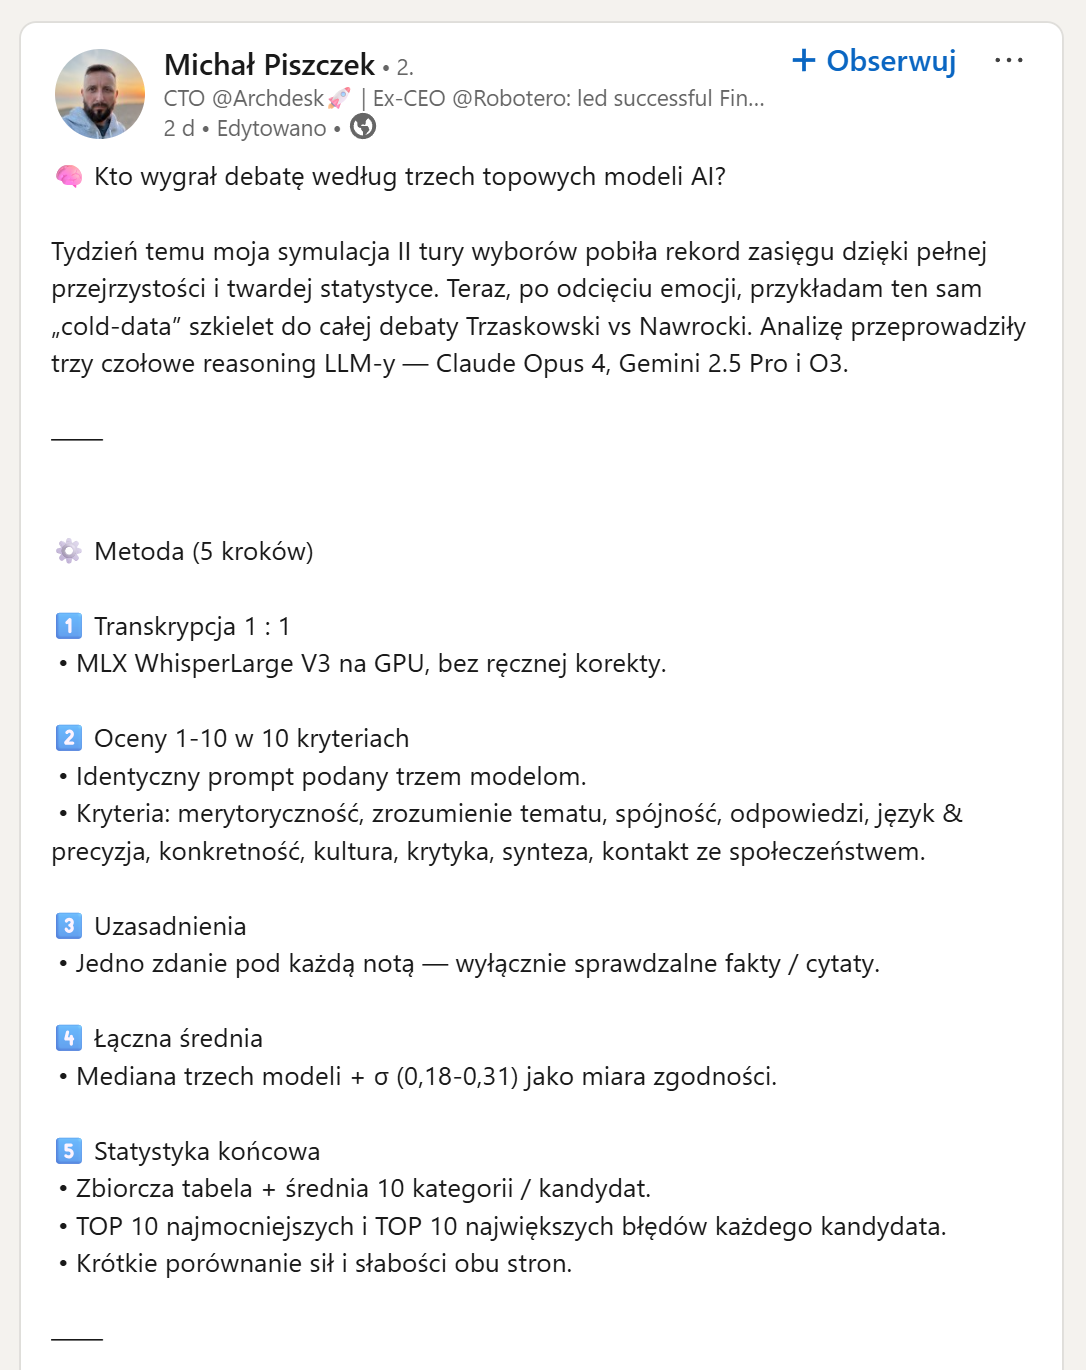 Michał Piszczek • 2.
+ Obserwuj ···
CTO @Archdesk🚀 | Ex-CEO @Robotero: led successful Fin...
2 d • Edytowano •
🧠 Kto wygrał debatę według trzech topowych modeli AI?
Tydzień temu moja symulacja II tury wyborów pobiła rekord zasięgu dzięki pełnej
przejrzystości i twardej statystyce. Teraz, po odcięciu emocji, przykładam ten sam
„cold-data” szkielet do całej debaty Trzaskowski vs Nawrocki. Analizę przeprowadziły
trzy czołowe reasoning LLM-y — Claude Opus 4, Gemini 2.5 Pro i O3.
⸻
⚙️ Metoda (5 kroków)
1️⃣ Transkrypcja 1 : 1
• MLX WhisperLarge V3 na GPU, bez ręcznej korekty.
2️⃣ Oceny 1-10 w 10 kryteriach
• Identyczny prompt podany trzem modelom.
• Kryteria: merytoryczność, zrozumienie tematu, spójność, odpowiedzi, język &
precyzja, konkretność, kultura, krytyka, synteza, kontakt ze społeczeństwem.
3️⃣ Uzasadnienia
• Jedno zdanie pod każdą notą — wyłącznie sprawdzalne fakty / cytaty.
4️⃣ Łączna średnia
• Mediana trzech modeli + σ (0,18-0,31) jako miara zgodności.
5️⃣ Statystyka końcowa
• Zbiorcza tabela + średnia 10 kategorii / kandydat.
• TOP 10 najmocniejszych i TOP 10 największych błędów każdego kandydata.
• Krótkie porównanie sił i słabości obu stron.
⸻